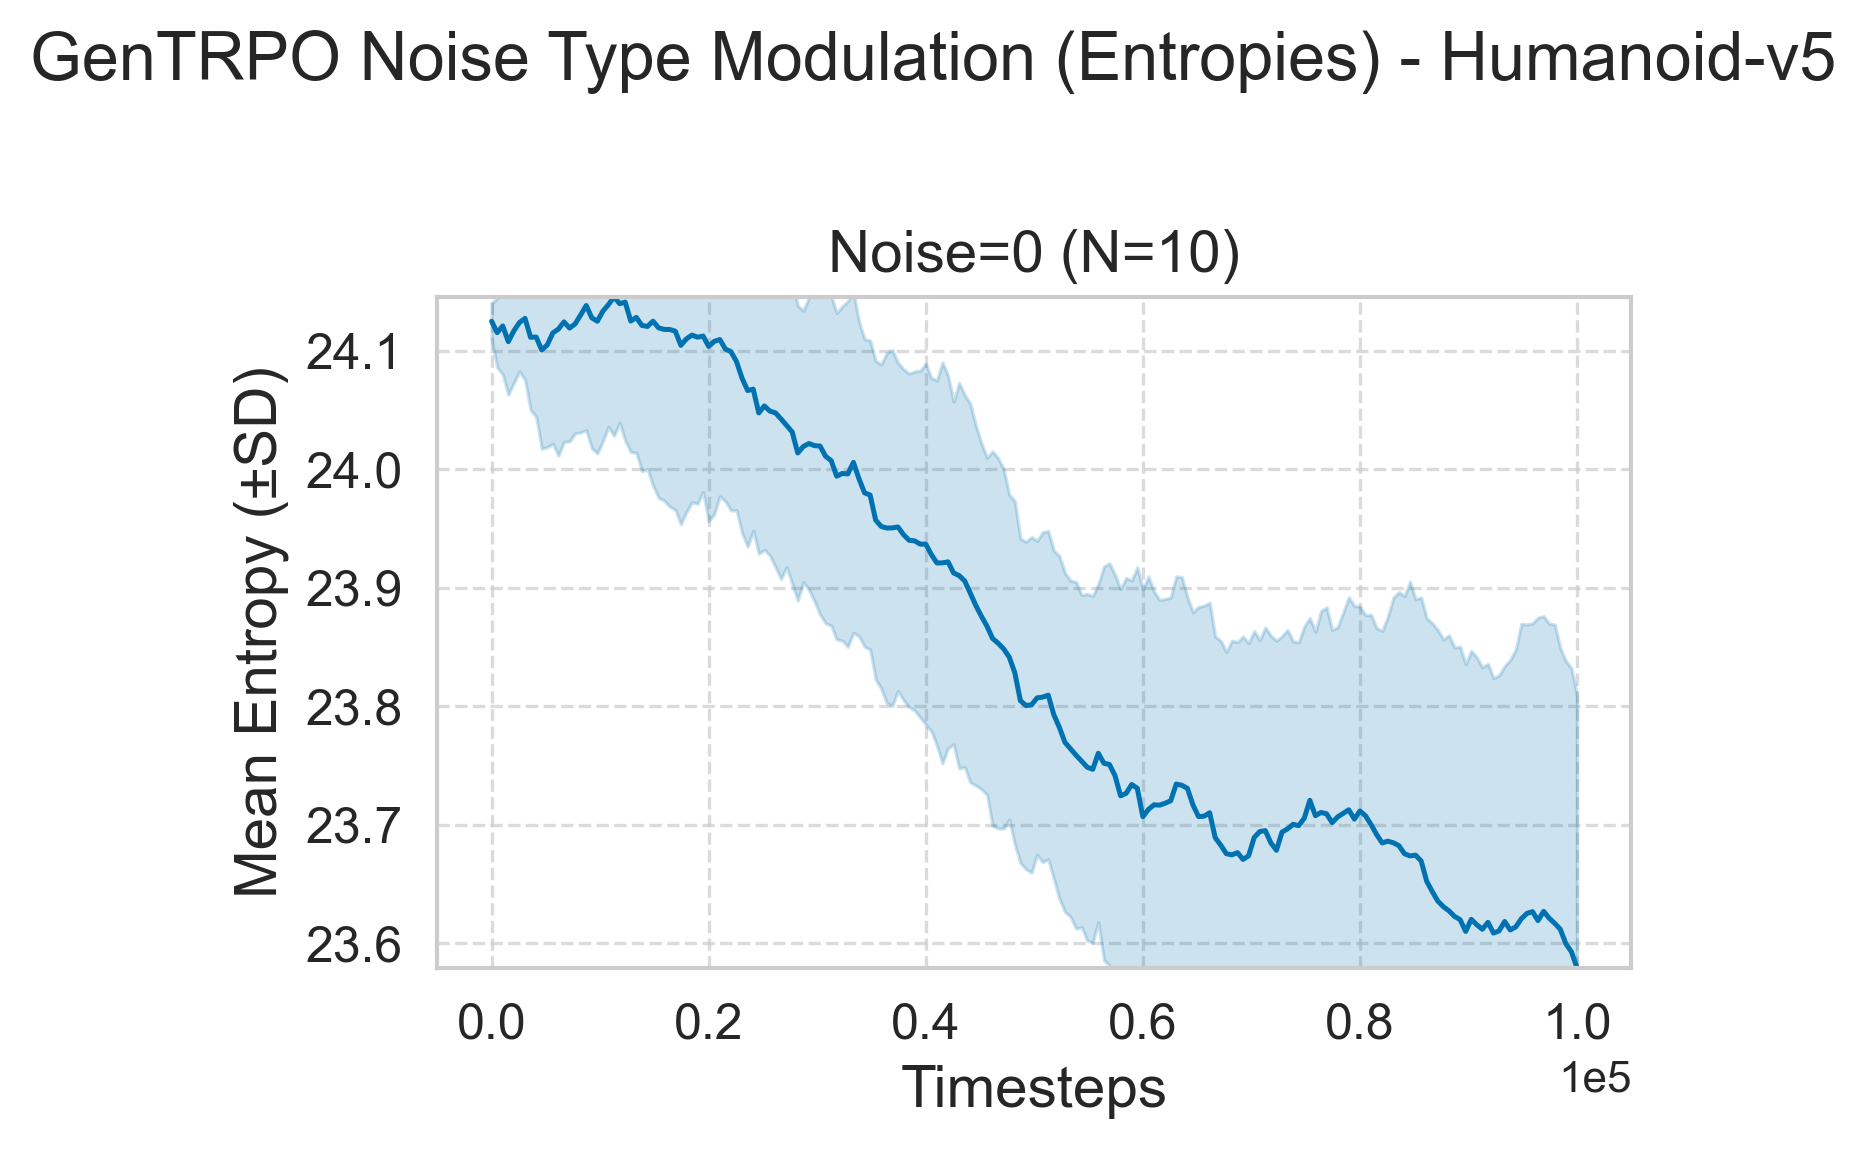 GenTRPO Noise Type Modulation (Entropies) - Humanoid-v5
Noise=0 (N=10)
Mean Entropy (±SD)
24.1
24.0
23.9
23.8
23.7
23.6
0.0 0.2 0.4 0.6 0.8 1.0
1e5
Timesteps